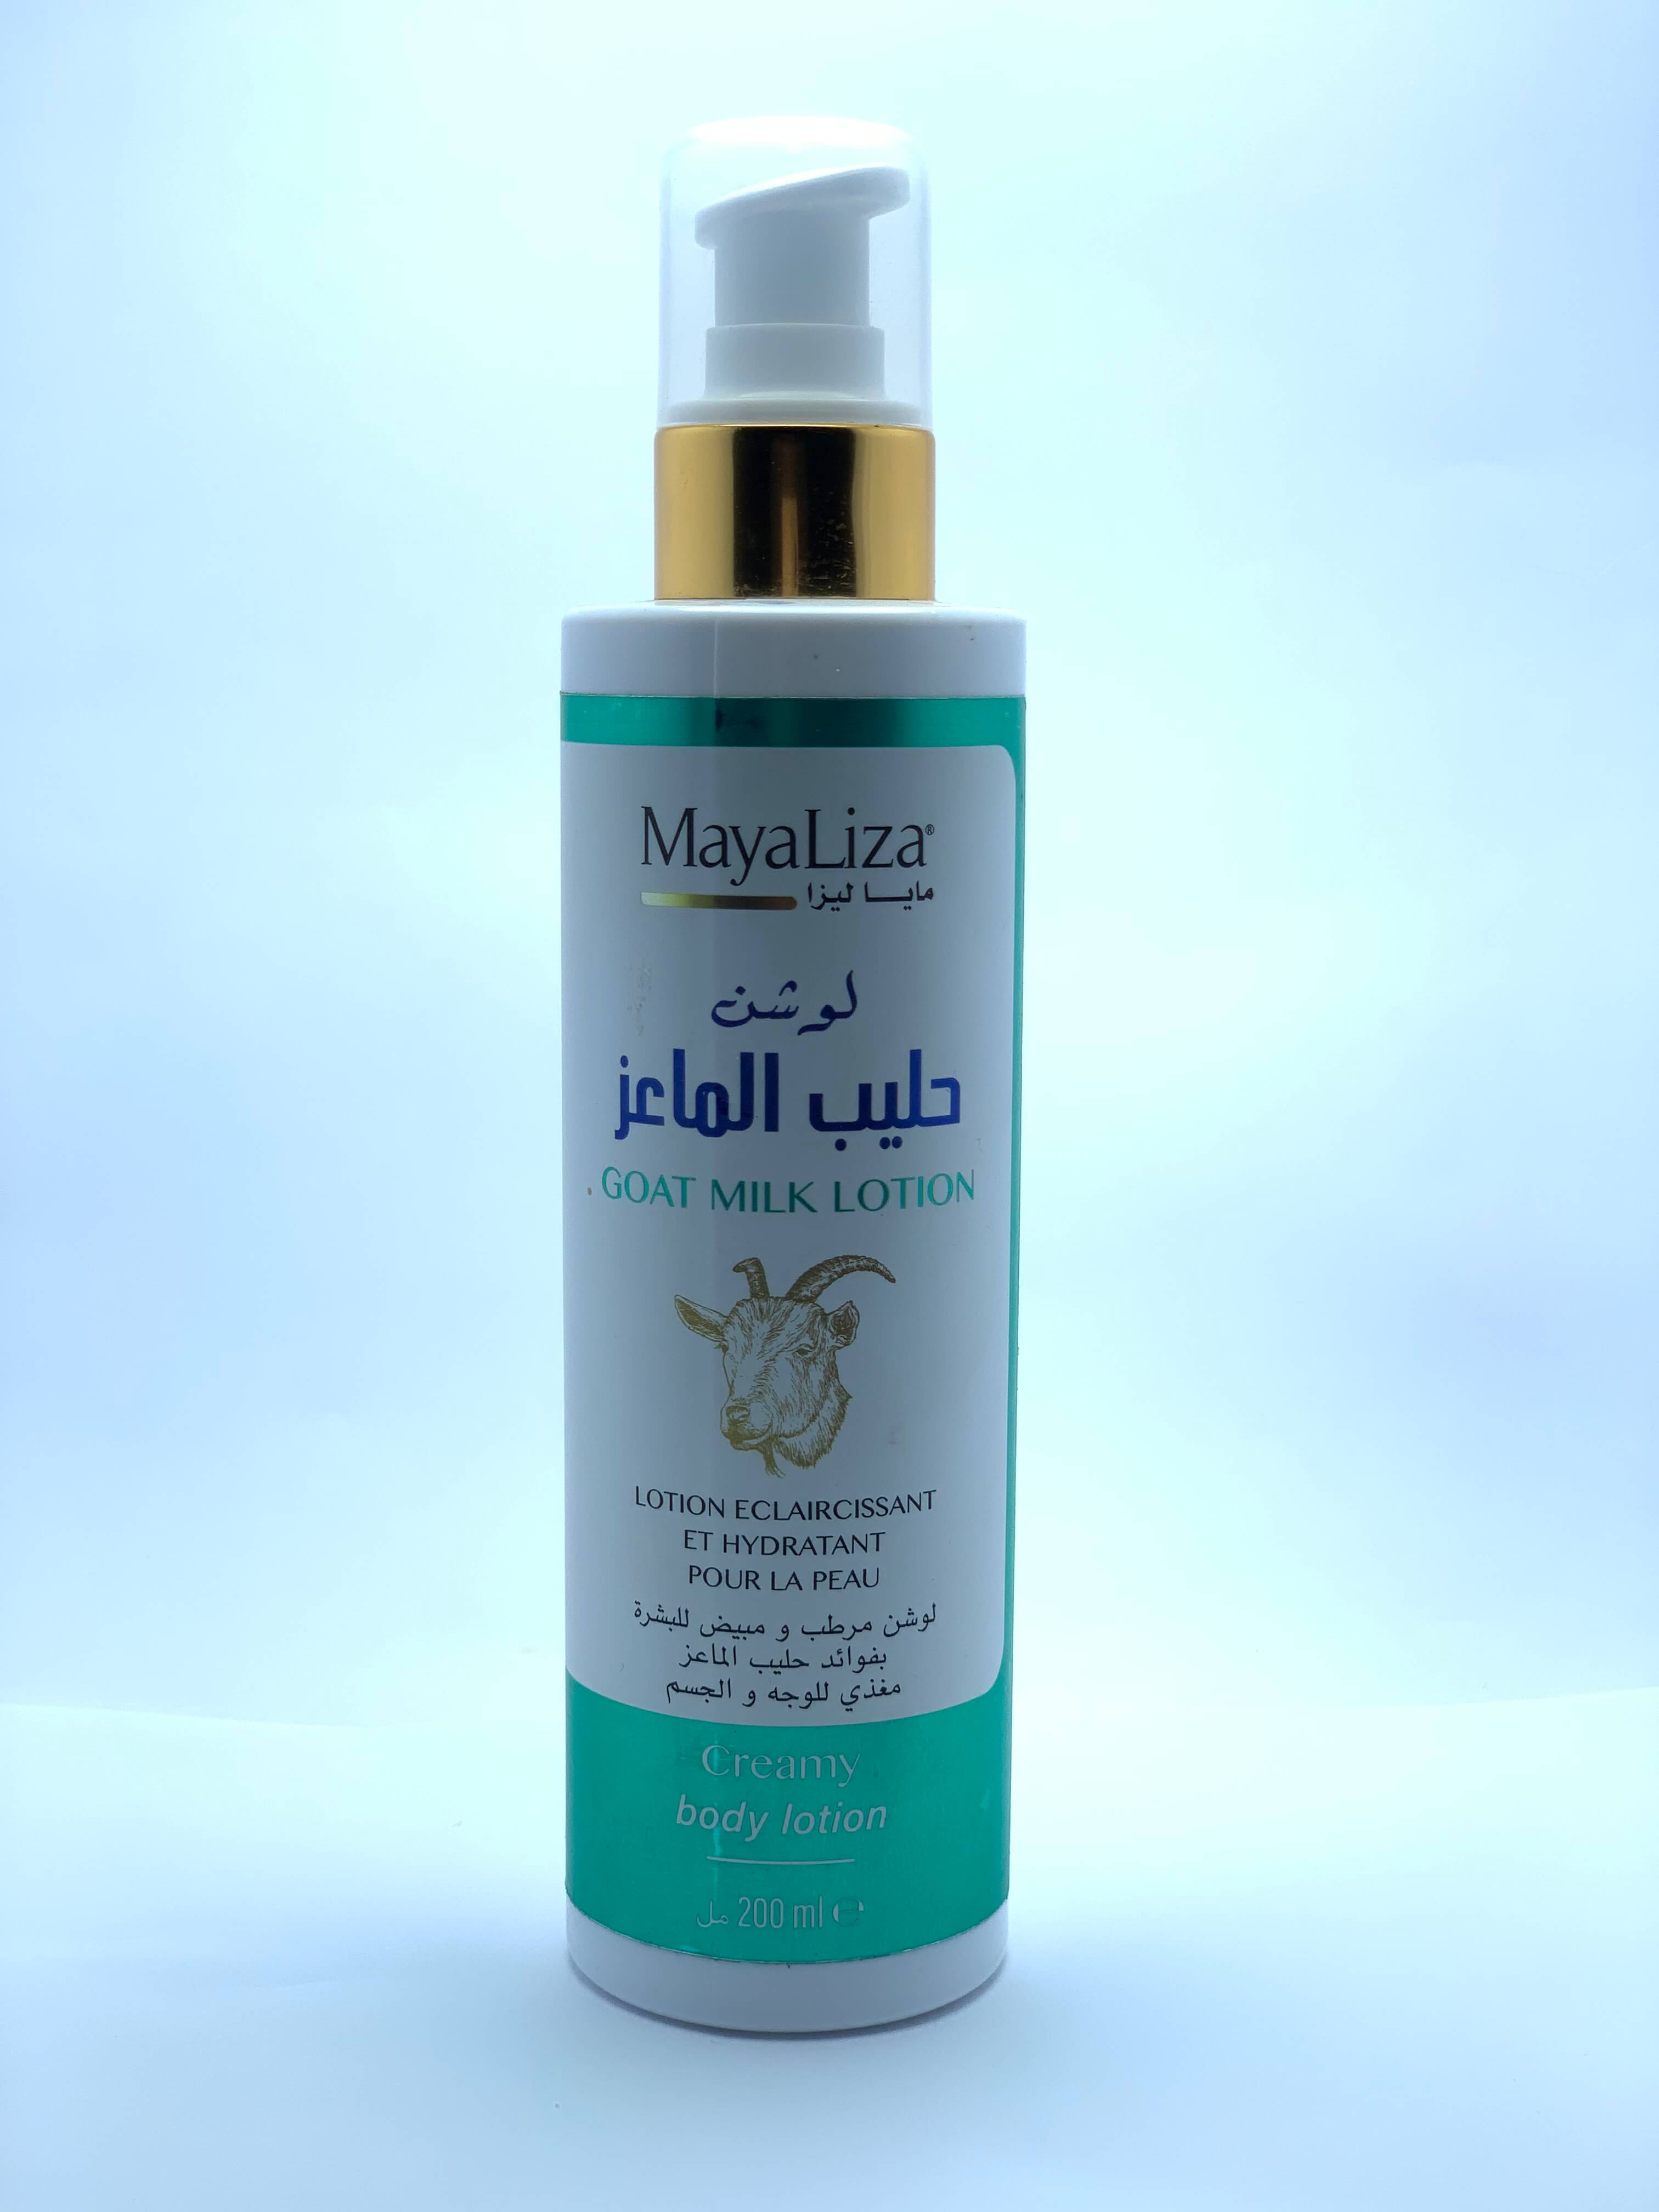 MayaLiza®
مايا ليزا
لوشن
حليب الماعز
GOAT MILK LOTION
LOTION ECLAIRCISSANT
ET HYDRATANT
POUR LA PEAU
لوشن مرطب و مبيض للبشرة
بفوائد حليب الماعز
مغذي للوجه و الجسم
Creamy
body lotion
200 ml ℮ مل